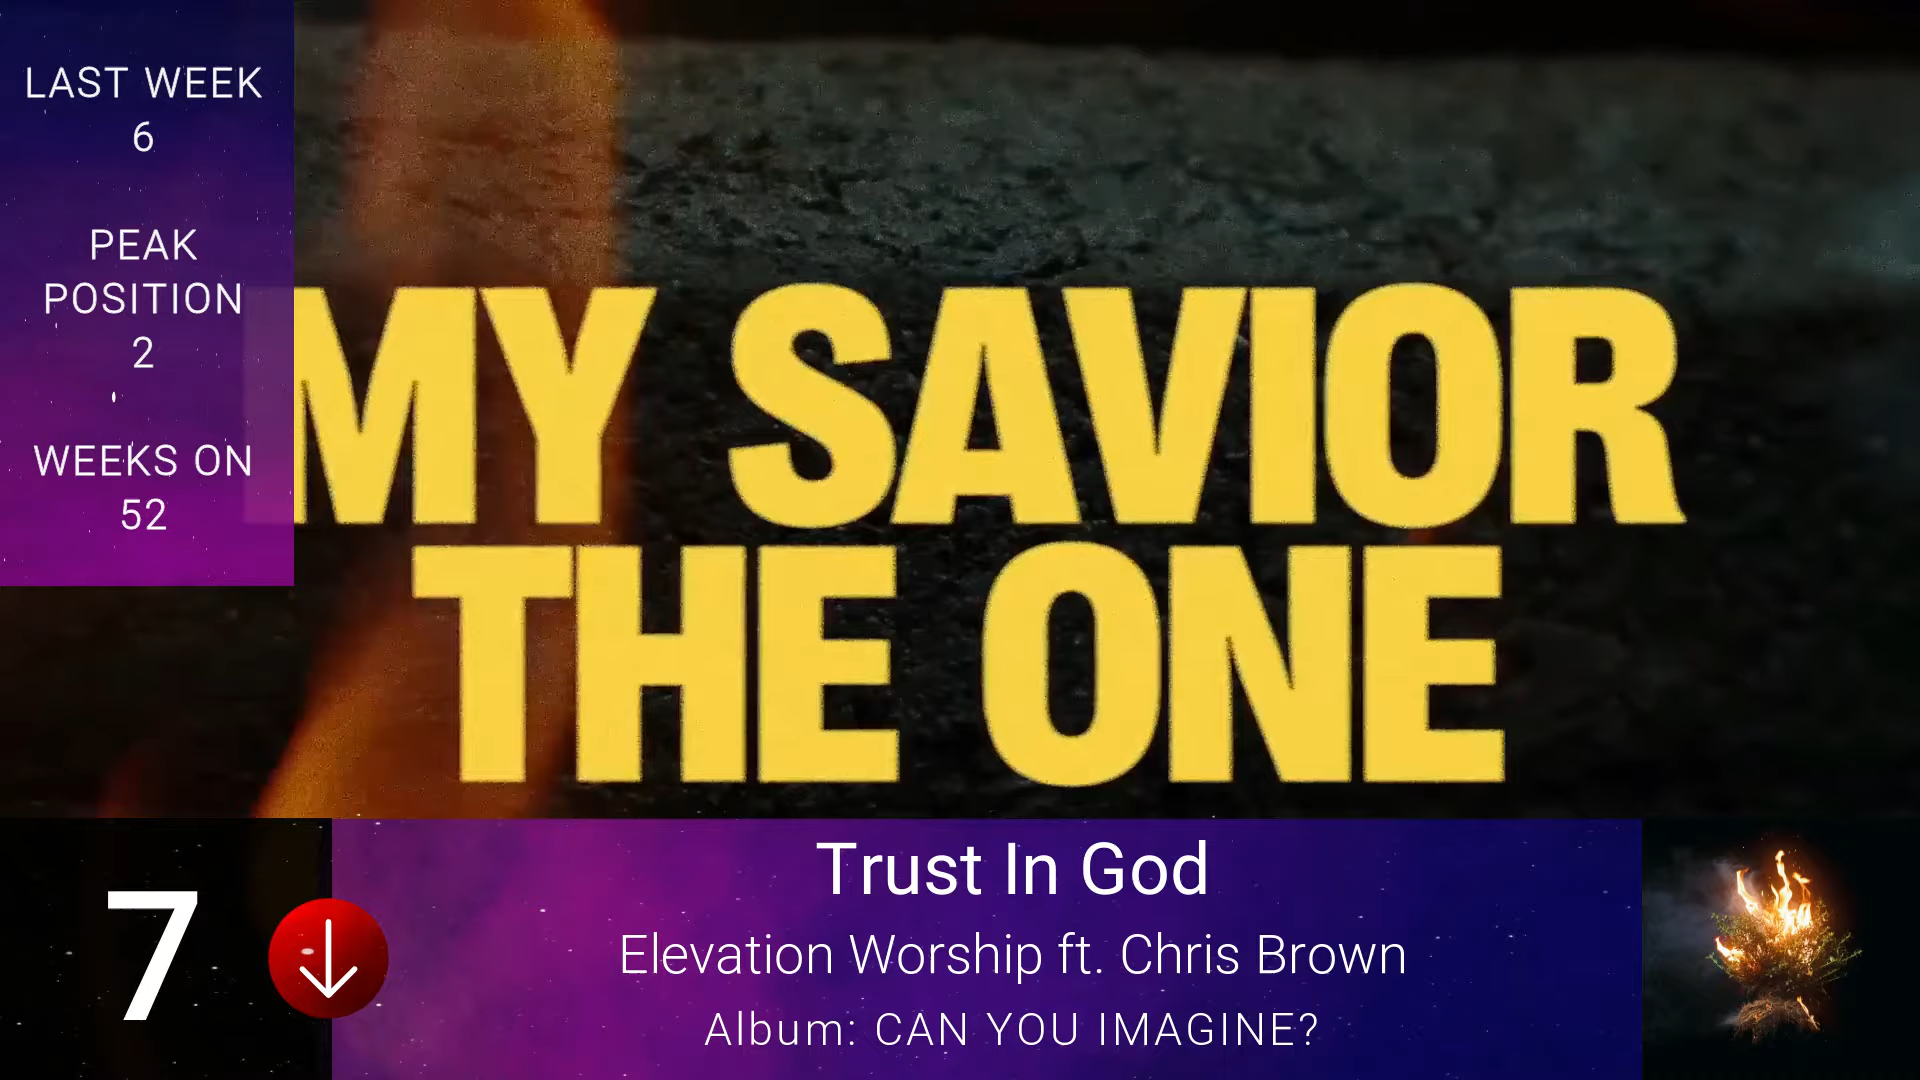 LAST WEEK
6
PEAK
POSITION
2
WEEKS ON
52
MY SAVIOR
THE ONE
7
Trust In God
Elevation Worship ft. Chris Brown
Album: CAN YOU IMAGINE?